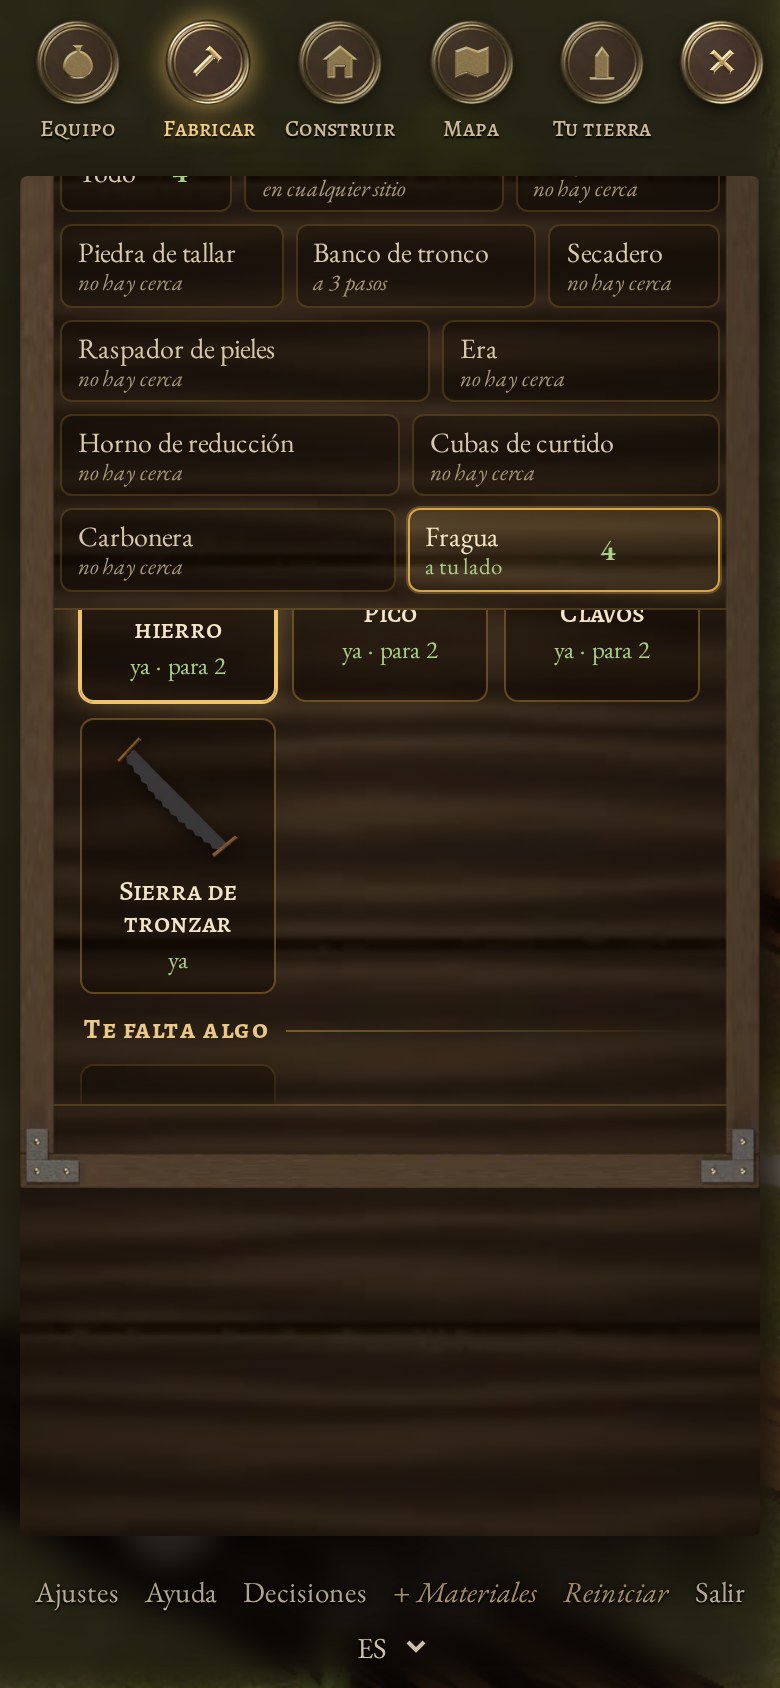 Equipo
Fabricar
Construir
Mapa
Tu tierra
Todo 4
en cualquier sitio
no hay cerca
Piedra de tallar
no hay cerca
Banco de tronco
a 3 pasos
Secadero
no hay cerca
Raspador de pieles
no hay cerca
Era
no hay cerca
Horno de reducción
no hay cerca
Cubas de curtido
no hay cerca
Carbonera
no hay cerca
Fragua 4
a tu lado
hierro
ya · para 2
Pico
ya · para 2
Clavos
ya · para 2
Sierra de
tronzar
ya
Te falta algo
Ajustes Ayuda Decisiones + Materiales Reiniciar Salir
ES